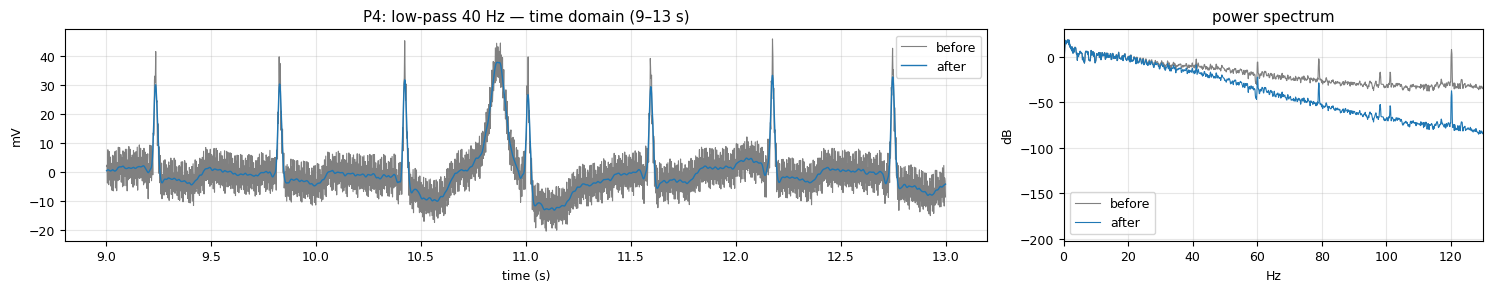 P4: low-pass 40 Hz — time domain (9–13 s)
mV
40
30
20
10
0
−10
−20
before
after
9.0 9.5 10.0 10.5 11.0 11.5 12.0 12.5 13.0
time (s)
power spectrum
dB
0
−50
−100
−150
−200
before
after
0 20 40 60 80 100 120
Hz